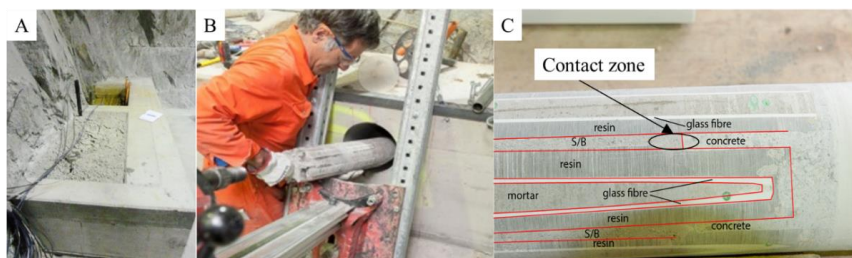 A
B
C
Contact zone
glass fibre
resin
S/B
concrete
resin
mortar
glass fibre
resin
concrete
S/B
resin